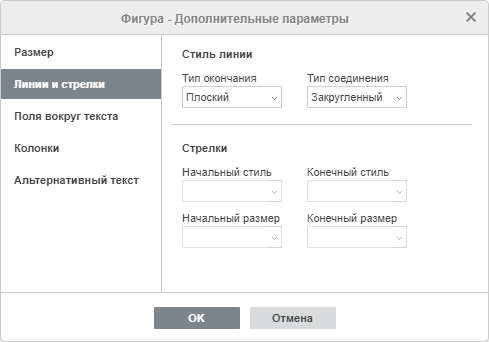 Фигура - Дополнительные параметры
Размер
Линии и стрелки
Поля вокруг текста
Колонки
Альтернативный текст
Стиль линии
Тип окончания Тип соединения
Плоский Закругленный
Стрелки
Начальный стиль Конечный стиль
Начальный размер Конечный размер
OK Отмена